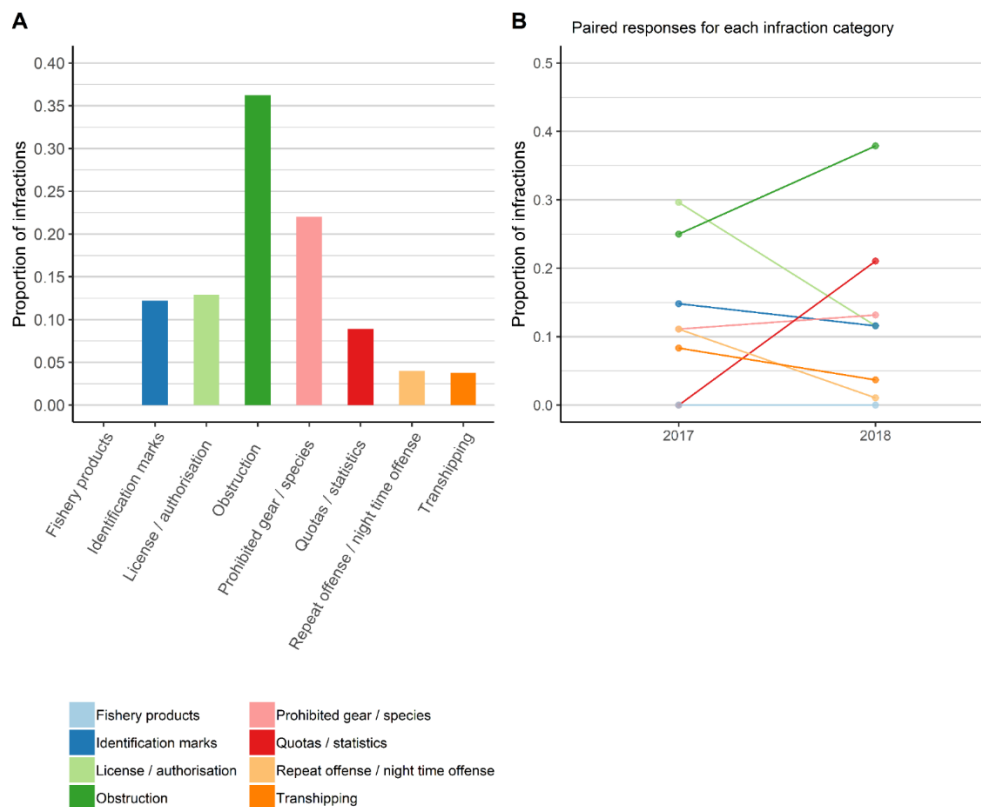 A
Proportion of infractions
0.40
0.35
0.30
0.25
0.20
0.15
0.10
0.05
0.00
Fishery products
Identification marks
License / authorisation
Obstruction
Prohibited gear / species
Quotas / statistics
Repeat offense / night time offense
Transhipping
B
Paired responses for each infraction category
Proportion of infractions
0.5
0.4
0.3
0.2
0.1
0.0
2017
2018
Fishery products
Identification marks
License / authorisation
Obstruction
Prohibited gear / species
Quotas / statistics
Repeat offense / night time offense
Transhipping